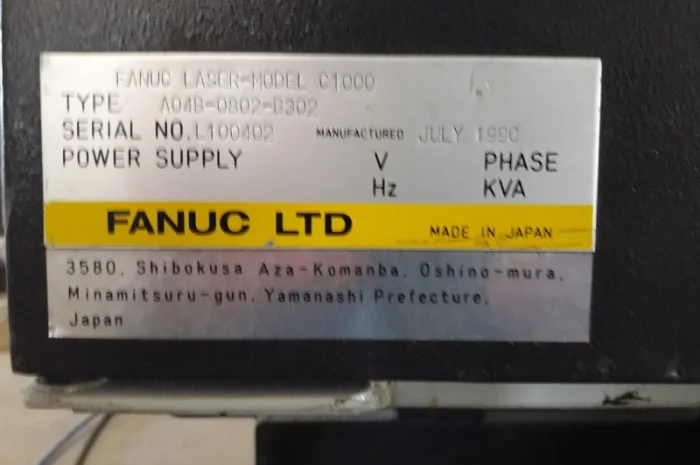 FANUC LASER-MODEL C1000
TYPE A04B-0802-B302
SERIAL NO. L100402 MANUFACTURED JULY 1990
POWER SUPPLY V PHASE
Hz KVA
FANUC LTD MADE IN JAPAN
3580, Shibokusa Aza-Komanba, Oshino-mura,
Minamitsuru-gun, Yamanashi Prefecture,
Japan